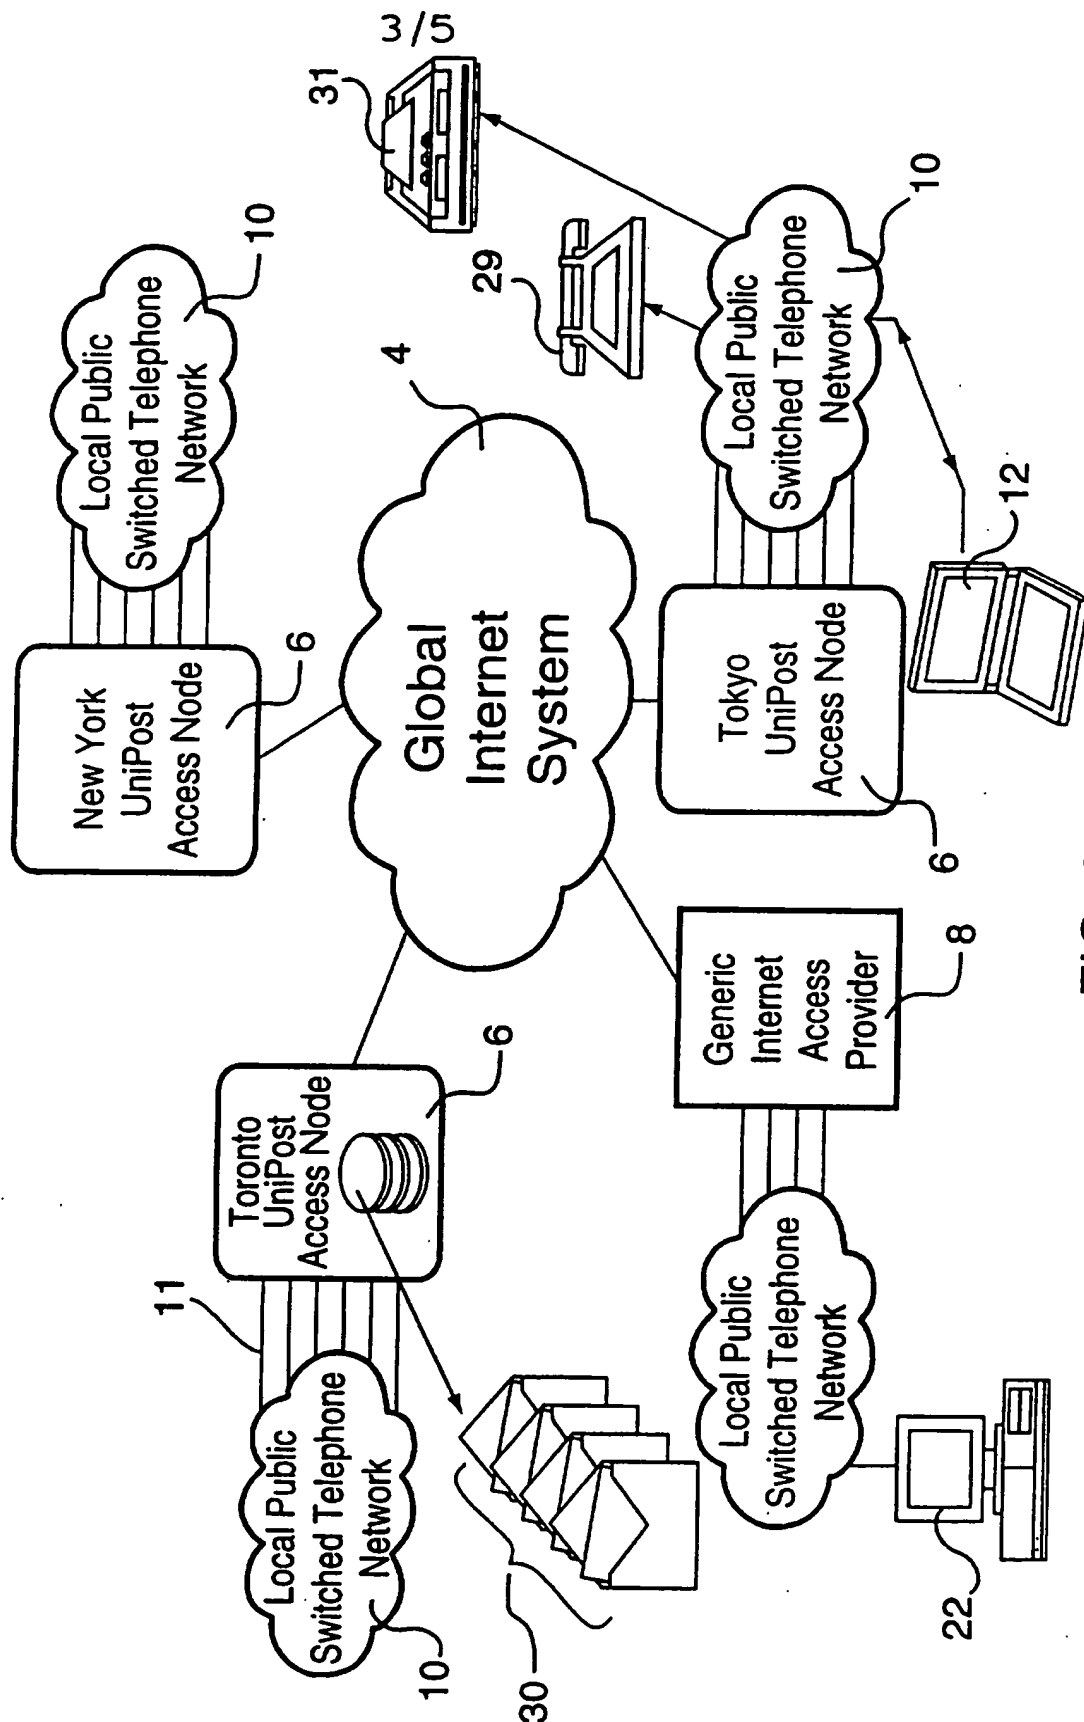 3/5
31
29
10
Local Public
Switched Telephone
Network
10
Local Public
Switched Telephone
Network
12
4
Global
Internet
System
New York
UniPost
Access Node
6
Tokyo
UniPost
Access Node
6
Toronto
UniPost
Access Node
6
Generic
Internet
Access
Provider
8
11
Local Public
Switched Telephone
Network
10
30
Local Public
Switched Telephone
Network
22